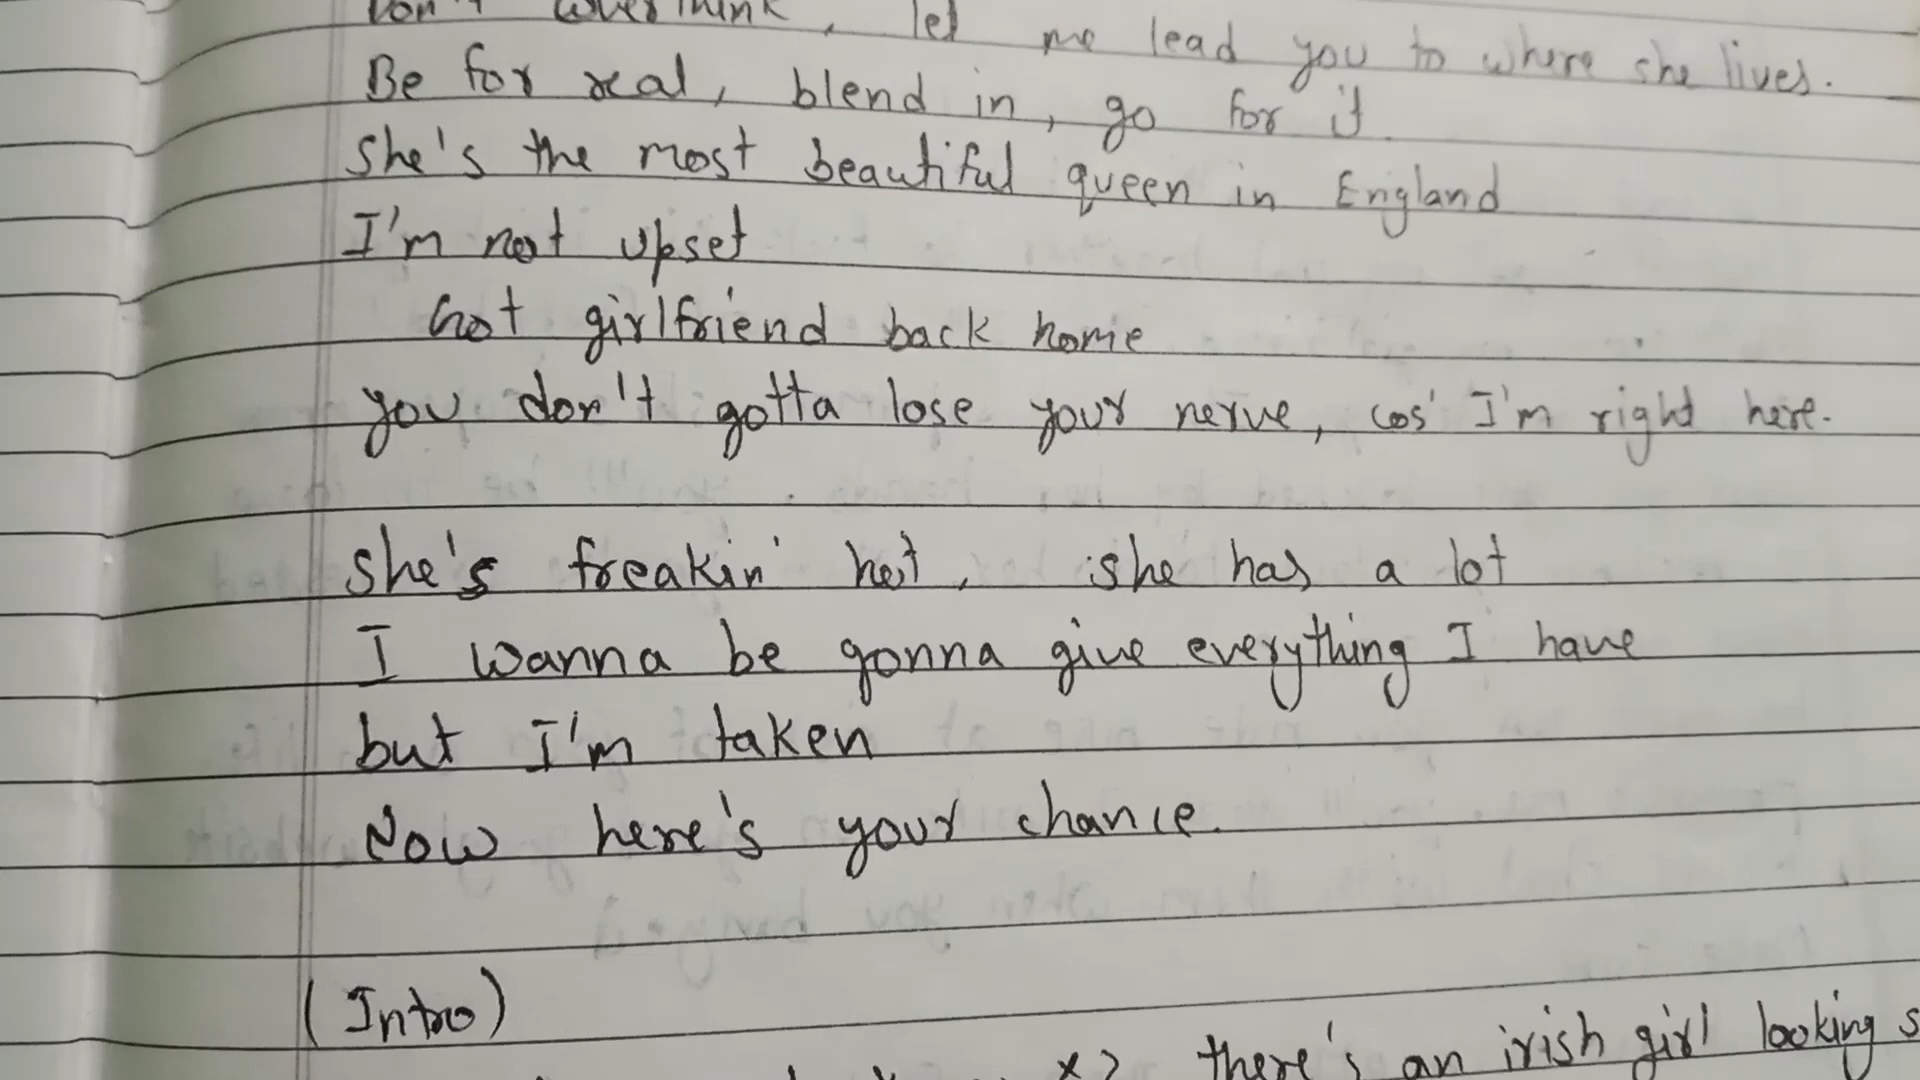 Don't overthink, let me lead you to where she lives.
Be for real, blend in, go for it.
She's the most beautiful queen in England
I'm not upset
Got girlfriend back home
you don't gotta lose your nerve, cos' I'm right here.
she's freakin' hot, she has a lot
I wanna be gonna give everything I have
but I'm taken
Now here's your chance.
(Intro)
x2 there's an irish girl looking